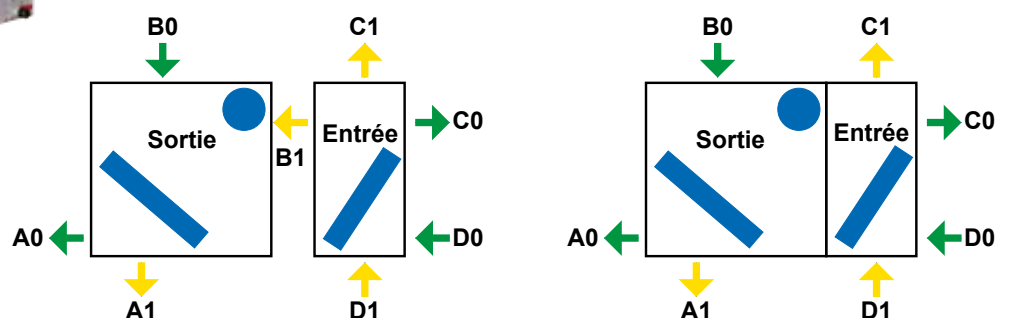 B0
C1
Sortie
Entrée
B1
C0
A0
D0
A1
D1
B0
C1
Sortie
Entrée
C0
A0
D0
A1
D1